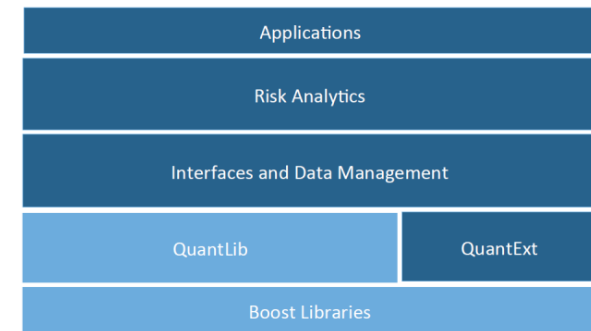 Applications
Risk Analytics
Interfaces and Data Management
QuantLib
QuantExt
Boost Libraries